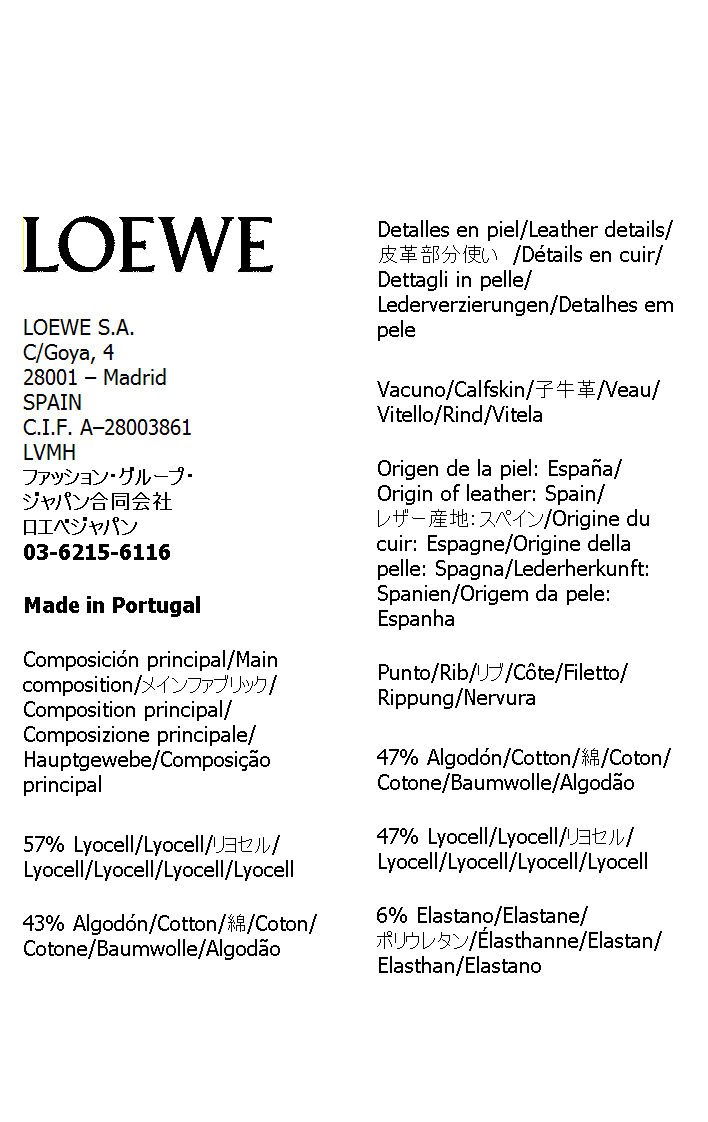 LOEWE
LOEWE S.A.
C/Goya, 4
28001 – Madrid
SPAIN
C.I.F. A–28003861
LVMH
ファッション・グループ・
ジャパン合同会社
ロエベジャパン
03-6215-6116
Made in Portugal
Composición principal/Main
composition/メインファブリック/
Composition principal/
Composizione principale/
Hauptgewebe/Composição
principal
57% Lyocell/Lyocell/リヨセル/
Lyocell/Lyocell/Lyocell/Lyocell
43% Algodón/Cotton/綿/Coton/
Cotone/Baumwolle/Algodão
Detalles en piel/Leather details/
皮革部分使い /Détails en cuir/
Dettagli in pelle/
Lederverzierungen/Detalhes em
pele
Vacuno/Calfskin/子牛革/Veau/
Vitello/Rind/Vitela
Origen de la piel: España/
Origin of leather: Spain/
レザー産地：スペイン/Origine du
cuir: Espagne/Origine della
pelle: Spagna/Lederherkunft:
Spanien/Origem da pele:
Espanha
Punto/Rib/リブ/Côte/Filetto/
Rippung/Nervura
47% Algodón/Cotton/綿/Coton/
Cotone/Baumwolle/Algodão
47% Lyocell/Lyocell/リヨセル/
Lyocell/Lyocell/Lyocell/Lyocell
6% Elastano/Elastane/
ポリウレタン/Élasthanne/Elastan/
Elasthan/Elastano